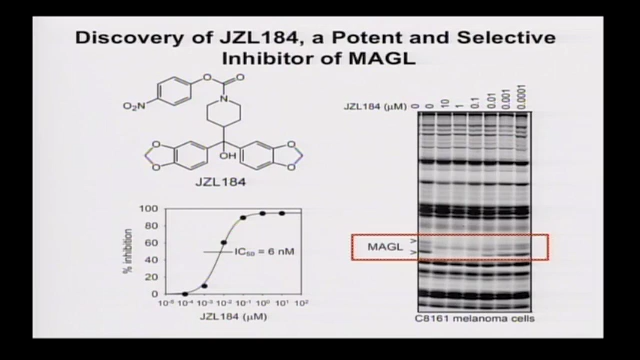 Discovery of JZL184, a Potent and Selective
Inhibitor of MAGL
O₂N
O
O
N
O
O
OH
O
O
JZL184
100
80
60
40
20
0
% inhibition
IC₅₀ = 6 nM
10⁻⁵ 10⁻⁴ 10⁻³ 10⁻² 10⁻¹ 10⁰ 10¹ 10²
JZL184 (μM)
JZL184 (μM) 0 0 10 1 0.1 0.01 0.001 0.0001
MAGL
>
>
C8161 melanoma cells